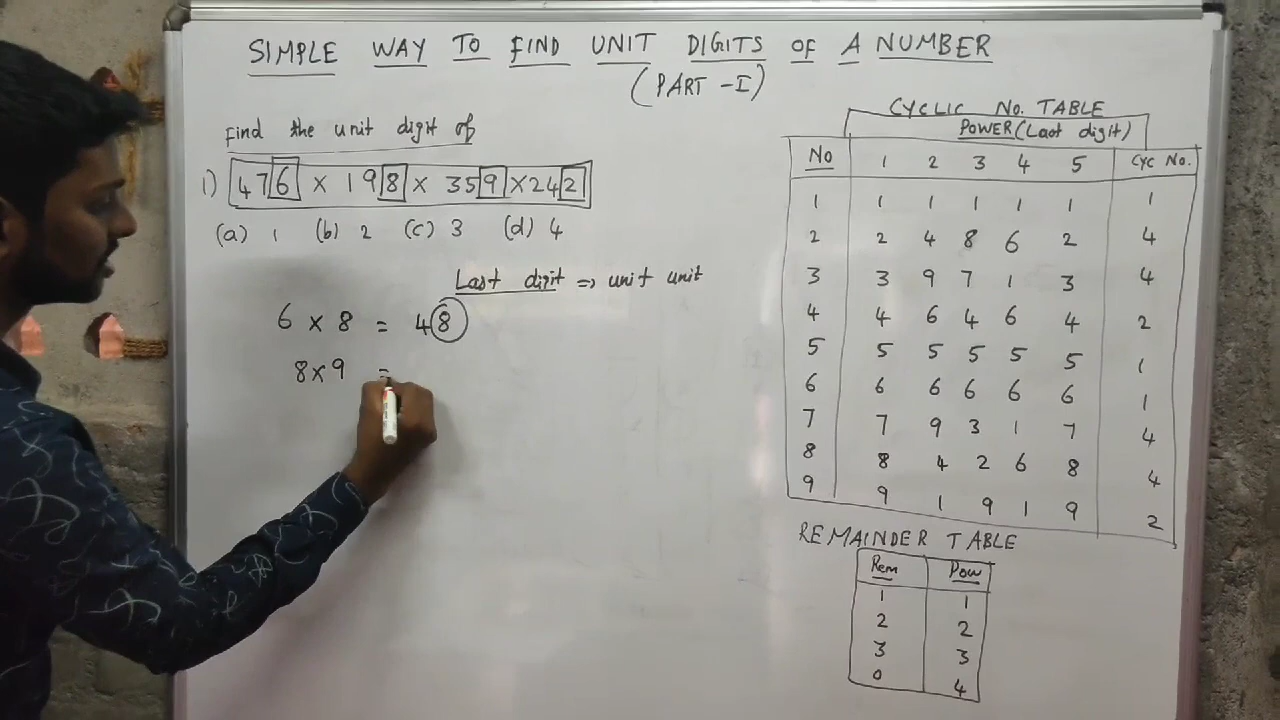 SIMPLE WAY TO FIND UNIT DIGITS OF A NUMBER
(PART -I)
Find the unit digit of
1) 476 × 198 × 359 × 242
(a) 1 (b) 2 (c) 3 (d) 4
Last digit => unit unit
6 × 8 = 48
8×9 =
CYCLIC NO. TABLE
POWER(Last digit)
No 1 2 3 4 5 CYC No.
1 1 1 1 1 1 1
2 2 4 8 6 2 4
3 3 9 7 1 3 4
4 4 6 4 6 4 2
5 5 5 5 5 5 1
6 6 6 6 6 6 1
7 7 9 3 1 7 4
8 8 4 2 6 8 4
9 9 1 9 1 9 2
REMAINDER TABLE
Rem Pow
1 1
2 2
3 3
0 4